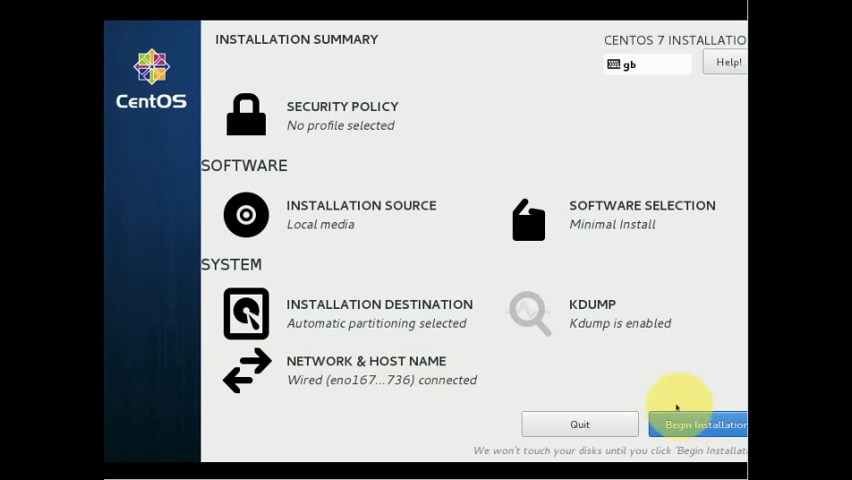 INSTALLATION SUMMARY
CENTOS 7 INSTALLATIO
gb
Help!
CentOS
SECURITY POLICY
No profile selected
SOFTWARE
INSTALLATION SOURCE
Local media
SOFTWARE SELECTION
Minimal Install
SYSTEM
INSTALLATION DESTINATION
Automatic partitioning selected
KDUMP
Kdump is enabled
NETWORK & HOST NAME
Wired (eno167...736) connected
Quit
Begin Installation
We won't touch your disks until you click 'Begin Installat